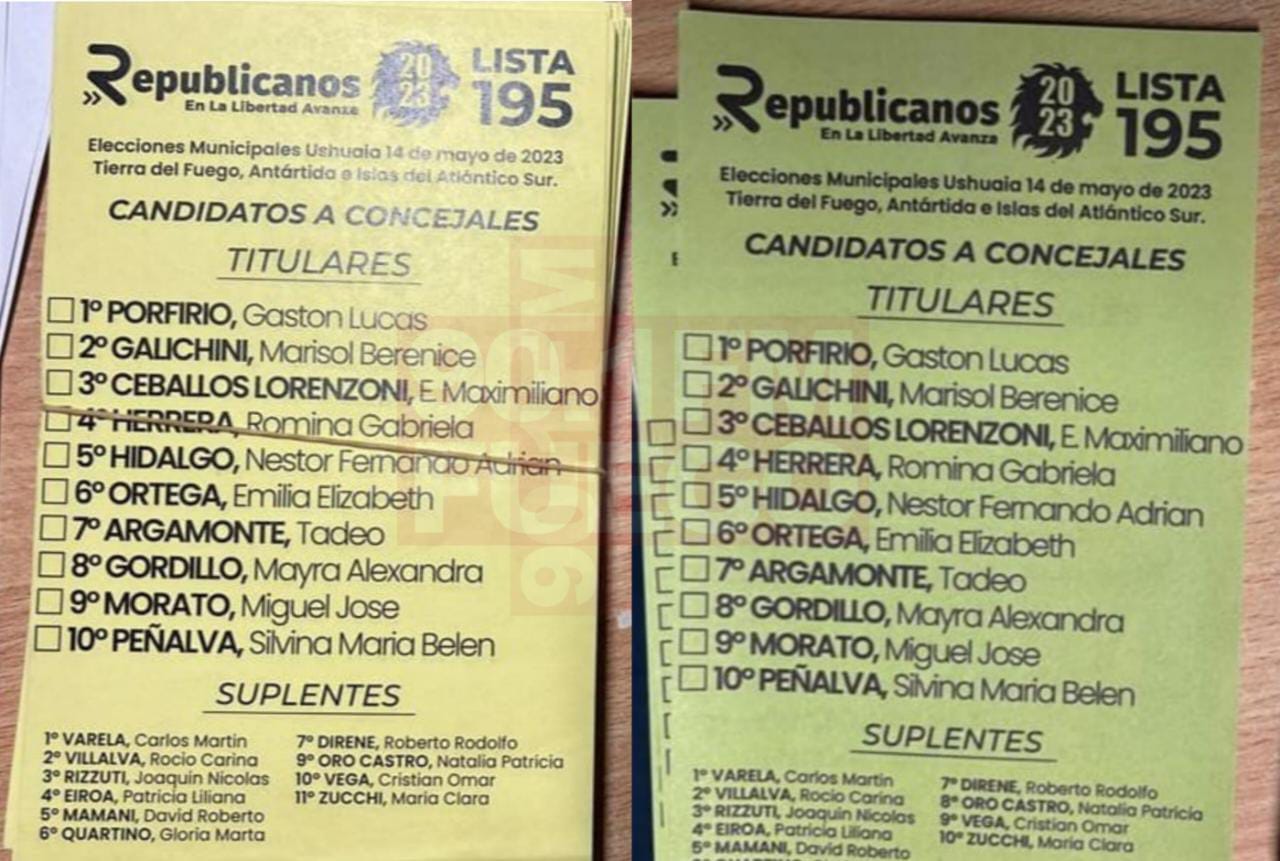 Republicanos
En La Libertad Avanza
2023
LISTA
195
Elecciones Municipales Ushuaia 14 de mayo de 2023
Tierra del Fuego, Antártida e Islas del Atlántico Sur.
CANDIDATOS A CONCEJALES
TITULARES
1º PORFIRIO, Gaston Lucas
2º GALICHINI, Marisol Berenice
3º CEBALLOS LORENZONI, E. Maximiliano
4º HERRERA, Romina Gabriela
5º HIDALGO, Nestor Fernando Adrian
6º ORTEGA, Emilia Elizabeth
7º ARGAMONTE, Tadeo
8º GORDILLO, Mayra Alexandra
9º MORATO, Miguel Jose
10º PEÑALVA, Silvina Maria Belen
SUPLENTES
1º VARELA, Carlos Martin
2º VILLALVA, Rocio Carina
3º RIZZUTI, Joaquin Nicolas
4º EIROA, Patricia Liliana
5º MAMANI, David Roberto
6º QUARTINO, Gloria Marta
7º DIRENE, Roberto Rodolfo
9º ORO CASTRO, Natalia Patricia
10º VEGA, Cristian Omar
11º ZUCCHI, Maria Clara
Republicanos
En La Libertad Avanza
2023
LISTA
195
Elecciones Municipales Ushuaia 14 de mayo de 2023
Tierra del Fuego, Antártida e Islas del Atlántico Sur.
CANDIDATOS A CONCEJALES
TITULARES
1º PORFIRIO, Gaston Lucas
2º GALICHINI, Marisol Berenice
3º CEBALLOS LORENZONI, E. Maximiliano
4º HERRERA, Romina Gabriela
5º HIDALGO, Nestor Fernando Adrian
6º ORTEGA, Emilia Elizabeth
7º ARGAMONTE, Tadeo
8º GORDILLO, Mayra Alexandra
9º MORATO, Miguel Jose
10º PEÑALVA, Silvina Maria Belen
SUPLENTES
1º VARELA, Carlos Martin
2º VILLALVA, Rocio Carina
3º RIZZUTI, Joaquin Nicolas
4º EIROA, Patricia Liliana
5º MAMANI, David Roberto
7º DIRENE, Roberto Rodolfo
8º ORO CASTRO, Natalia Patricia
9º VEGA, Cristian Omar
10º ZUCCHI, Maria Clara